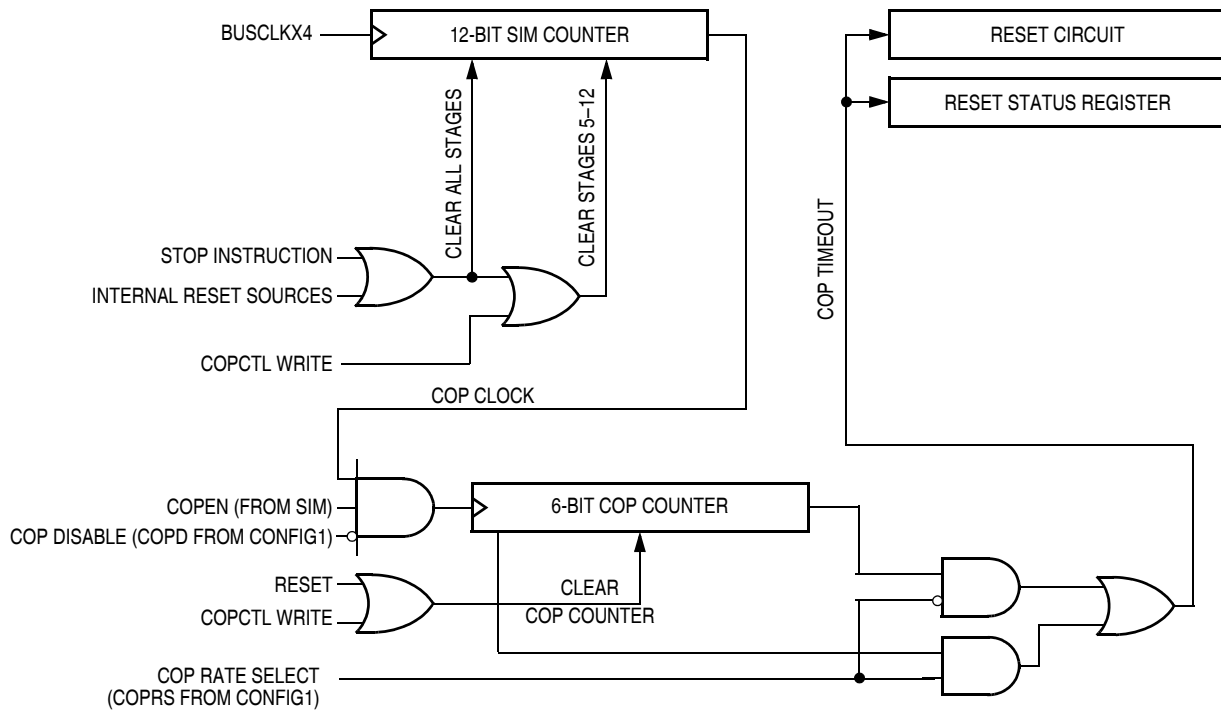 BUSCLKX4
12-BIT SIM COUNTER
RESET CIRCUIT
RESET STATUS REGISTER
CLEAR ALL STAGES
CLEAR STAGES 5–12
COP TIMEOUT
STOP INSTRUCTION
INTERNAL RESET SOURCES
COPCTL WRITE
COP CLOCK
COPEN (FROM SIM)
6-BIT COP COUNTER
COP DISABLE (COPD FROM CONFIG1)
RESET
CLEAR
COPCTL WRITE
COP COUNTER
COP RATE SELECT
(COPRS FROM CONFIG1)